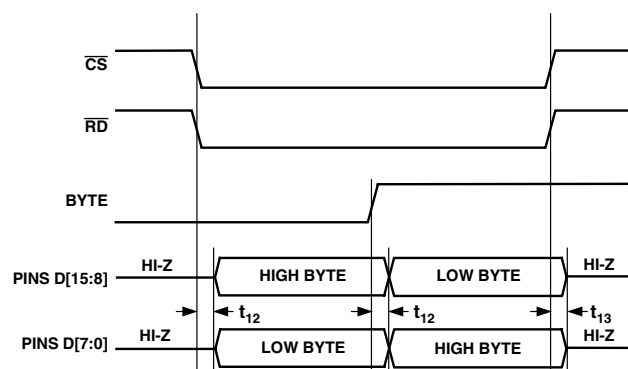 CS
RD
BYTE
PINS D[15:8]
HI-Z
HIGH BYTE
LOW BYTE
HI-Z
t12
t12
t13
PINS D[7:0]
HI-Z
LOW BYTE
HIGH BYTE
HI-Z